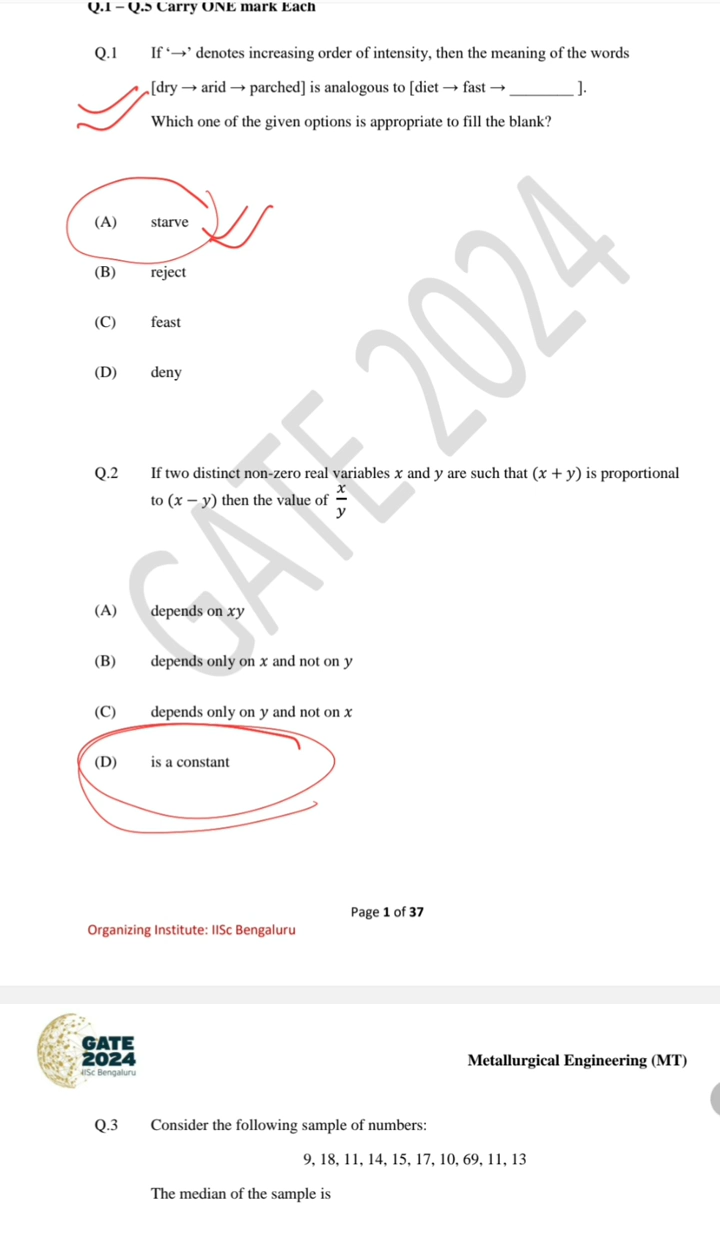 Q.1 – Q.5 Carry ONE mark Each
Q.1 If ‘→’ denotes increasing order of intensity, then the meaning of the words
[dry → arid → parched] is analogous to [diet → fast → ________ ].
Which one of the given options is appropriate to fill the blank?
(A) starve
(B) reject
(C) feast
(D) deny
GATE 2024
Q.2 If two distinct non-zero real variables x and y are such that (x + y) is proportional
to (x − y) then the value of x/y
(A) depends on xy
(B) depends only on x and not on y
(C) depends only on y and not on x
(D) is a constant
Page 1 of 37
Organizing Institute: IISc Bengaluru
GATE
2024
IISc Bengaluru
Metallurgical Engineering (MT)
Q.3 Consider the following sample of numbers:
9, 18, 11, 14, 15, 17, 10, 69, 11, 13
The median of the sample is